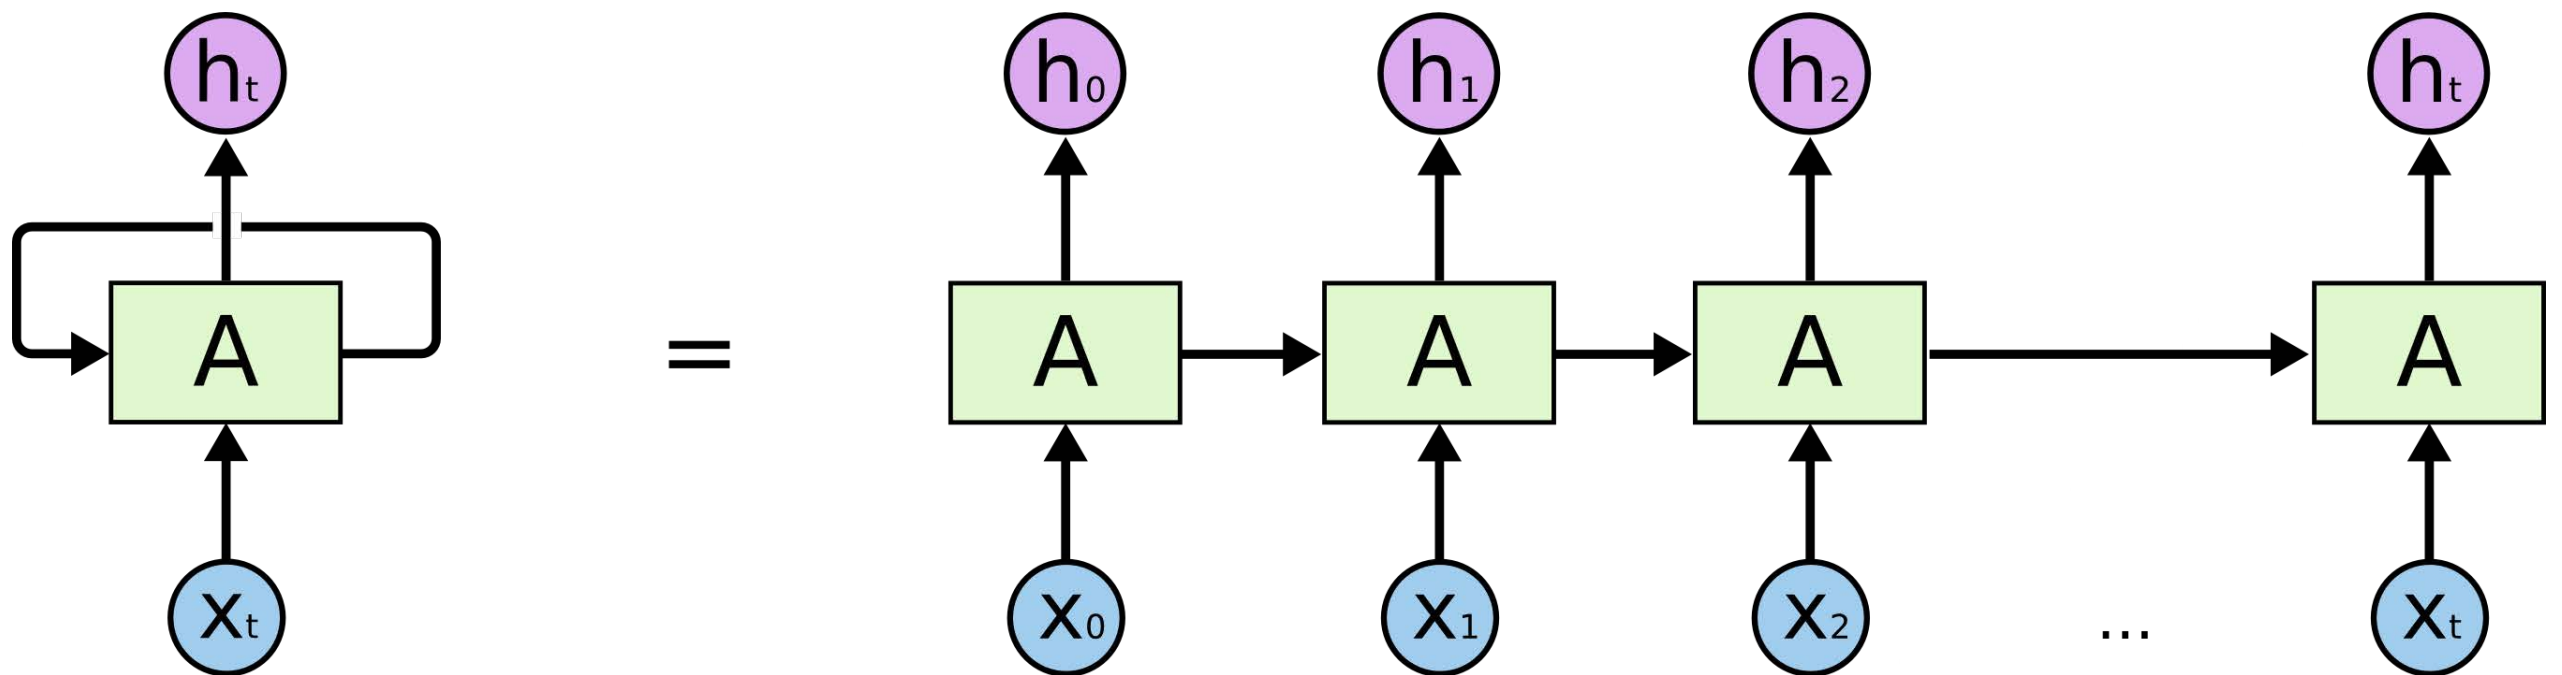 ht h0 h1 h2 ht
A = A A A A
xt x0 x1 x2 ... xt